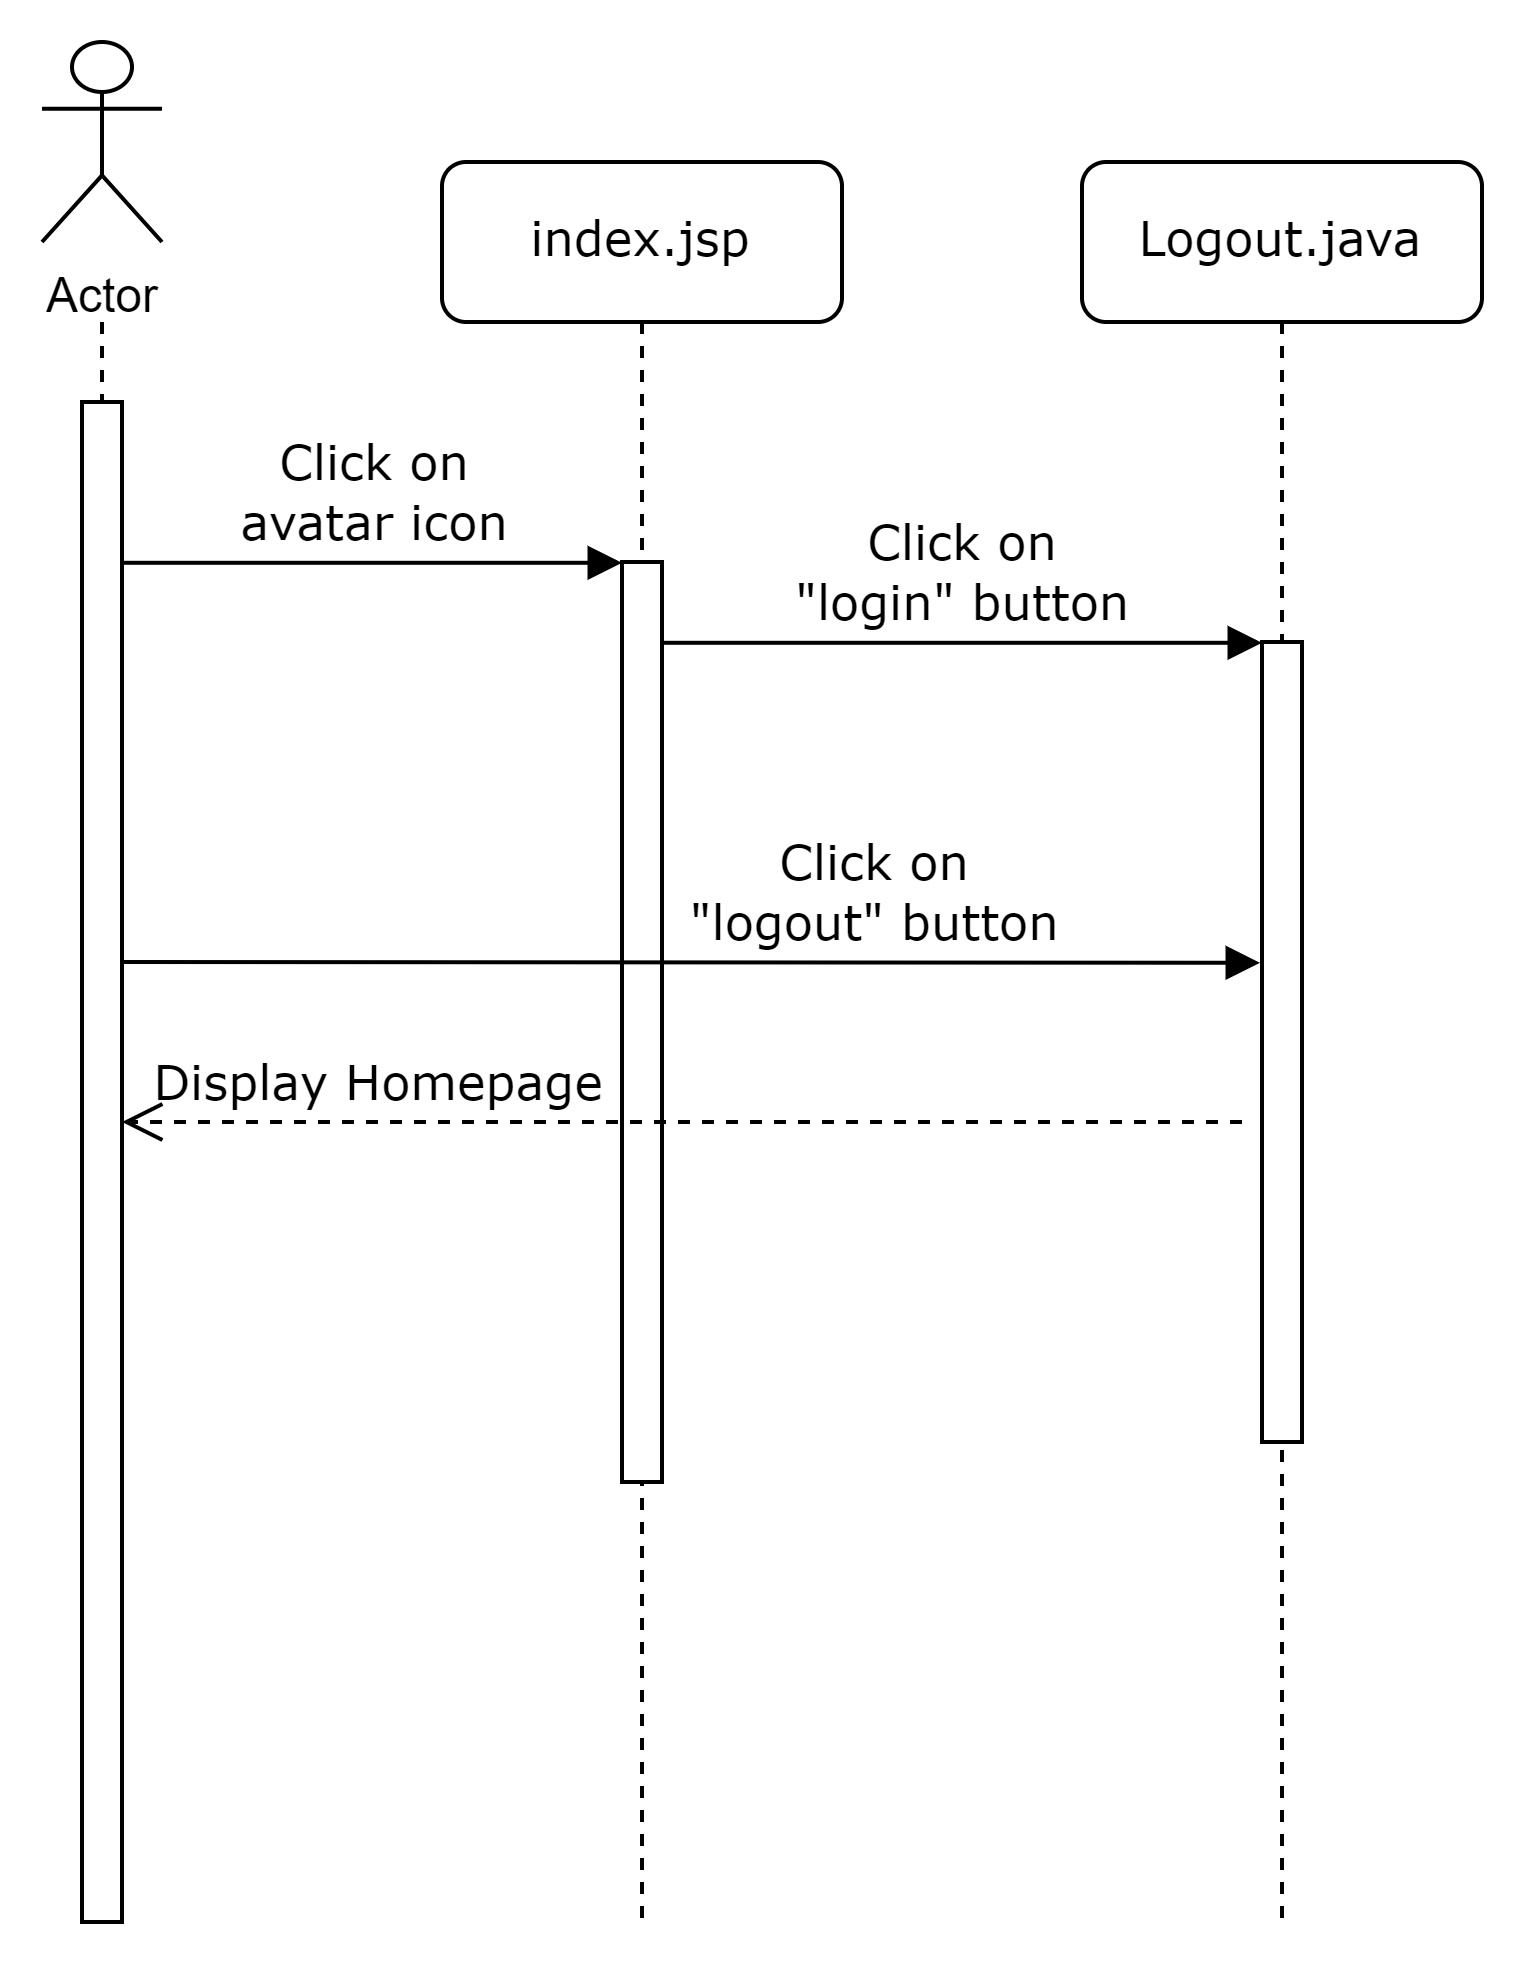 Actor
index.jsp
Logout.java
Click on
avatar icon
Click on
"login" button
Click on
"logout" button
Display Homepage